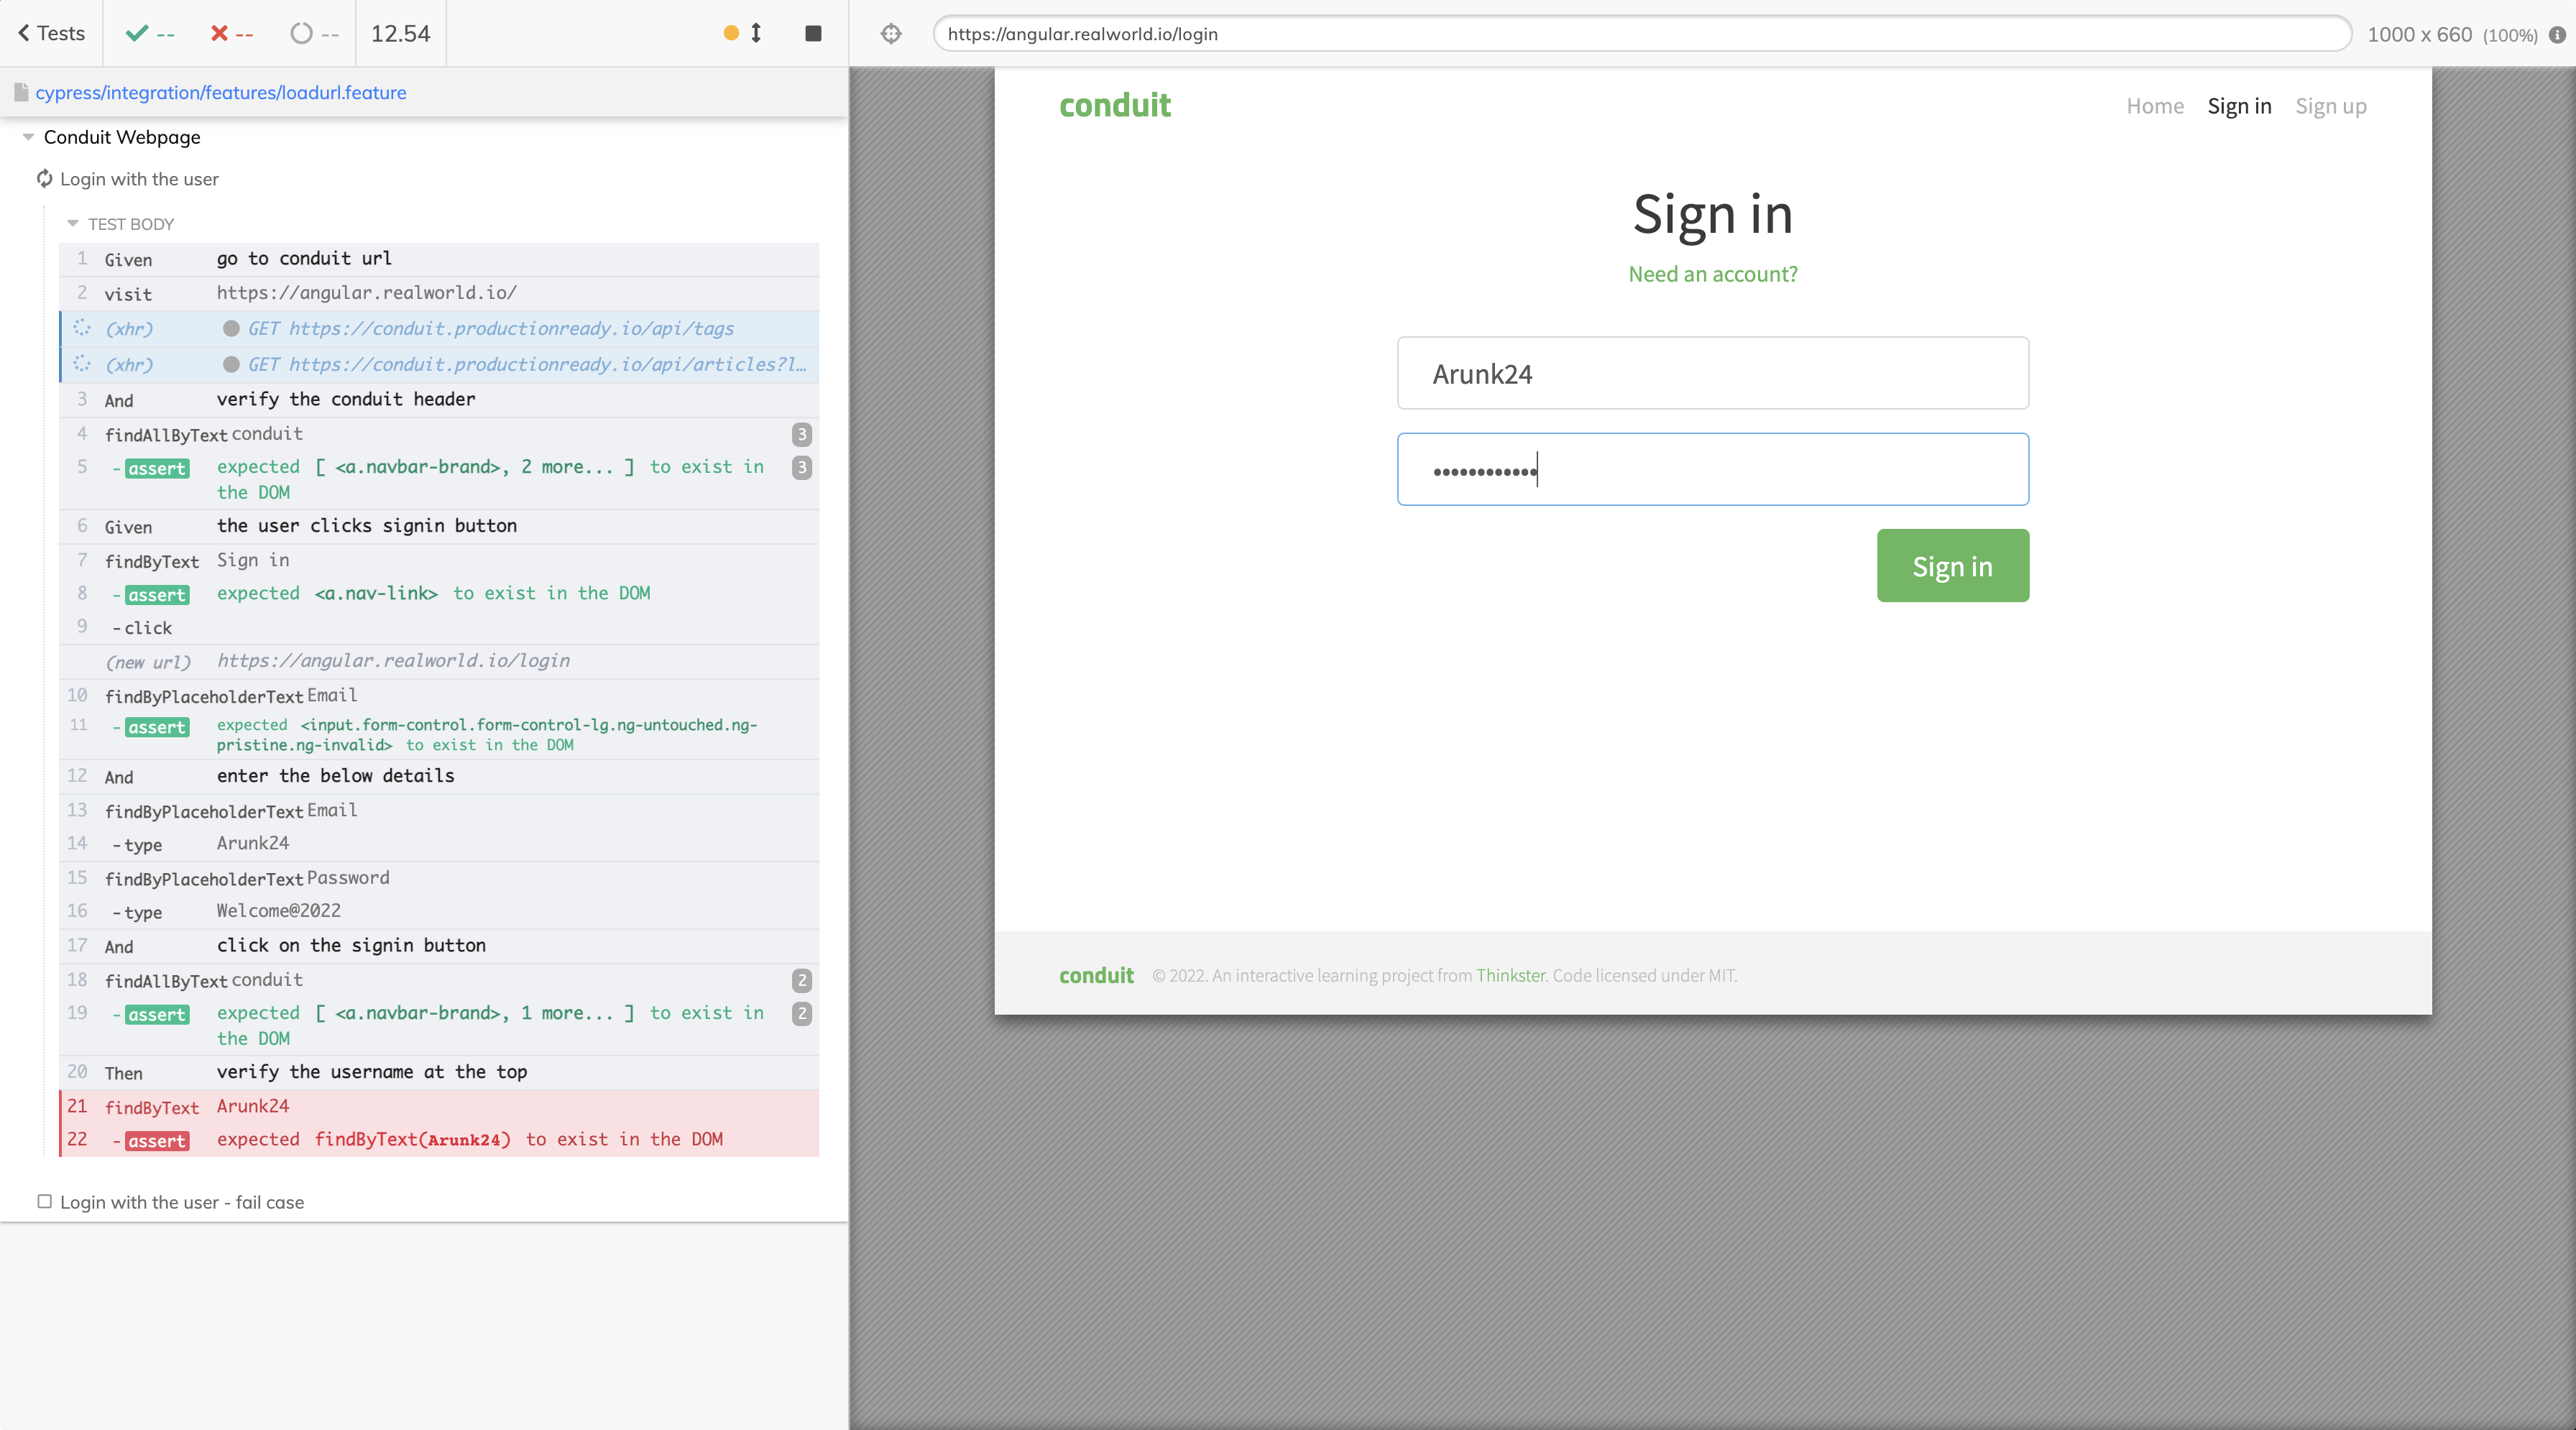 Tests -- -- -- 12.54
https://angular.realworld.io/login
1000 x 660 (100%)
cypress/integration/features/loadurl.feature
Conduit Webpage
Login with the user
TEST BODY
1 Given go to conduit url
2 visit https://angular.realworld.io/
(xhr) GET https://conduit.productionready.io/api/tags
(xhr) GET https://conduit.productionready.io/api/articles?l…
3 And verify the conduit header
4 findAllByText conduit 3
5 -assert expected [ <a.navbar-brand>, 2 more... ] to exist in 3
the DOM
6 Given the user clicks signin button
7 findByText Sign in
8 -assert expected <a.nav-link> to exist in the DOM
9 -click
(new url) https://angular.realworld.io/login
10 findByPlaceholderText Email
11 -assert expected <input.form-control.form-control-lg.ng-untouched.ng-
pristine.ng-invalid> to exist in the DOM
12 And enter the below details
13 findByPlaceholderText Email
14 -type Arunk24
15 findByPlaceholderText Password
16 -type Welcome@2022
17 And click on the signin button
18 findAllByText conduit 2
19 -assert expected [ <a.navbar-brand>, 1 more... ] to exist in 2
the DOM
20 Then verify the username at the top
21 findByText Arunk24
22 -assert expected findByText(Arunk24) to exist in the DOM
Login with the user - fail case
conduit
Home Sign in Sign up
Sign in
Need an account?
Arunk24
••••••••••••
Sign in
conduit © 2022. An interactive learning project from Thinkster. Code licensed under MIT.